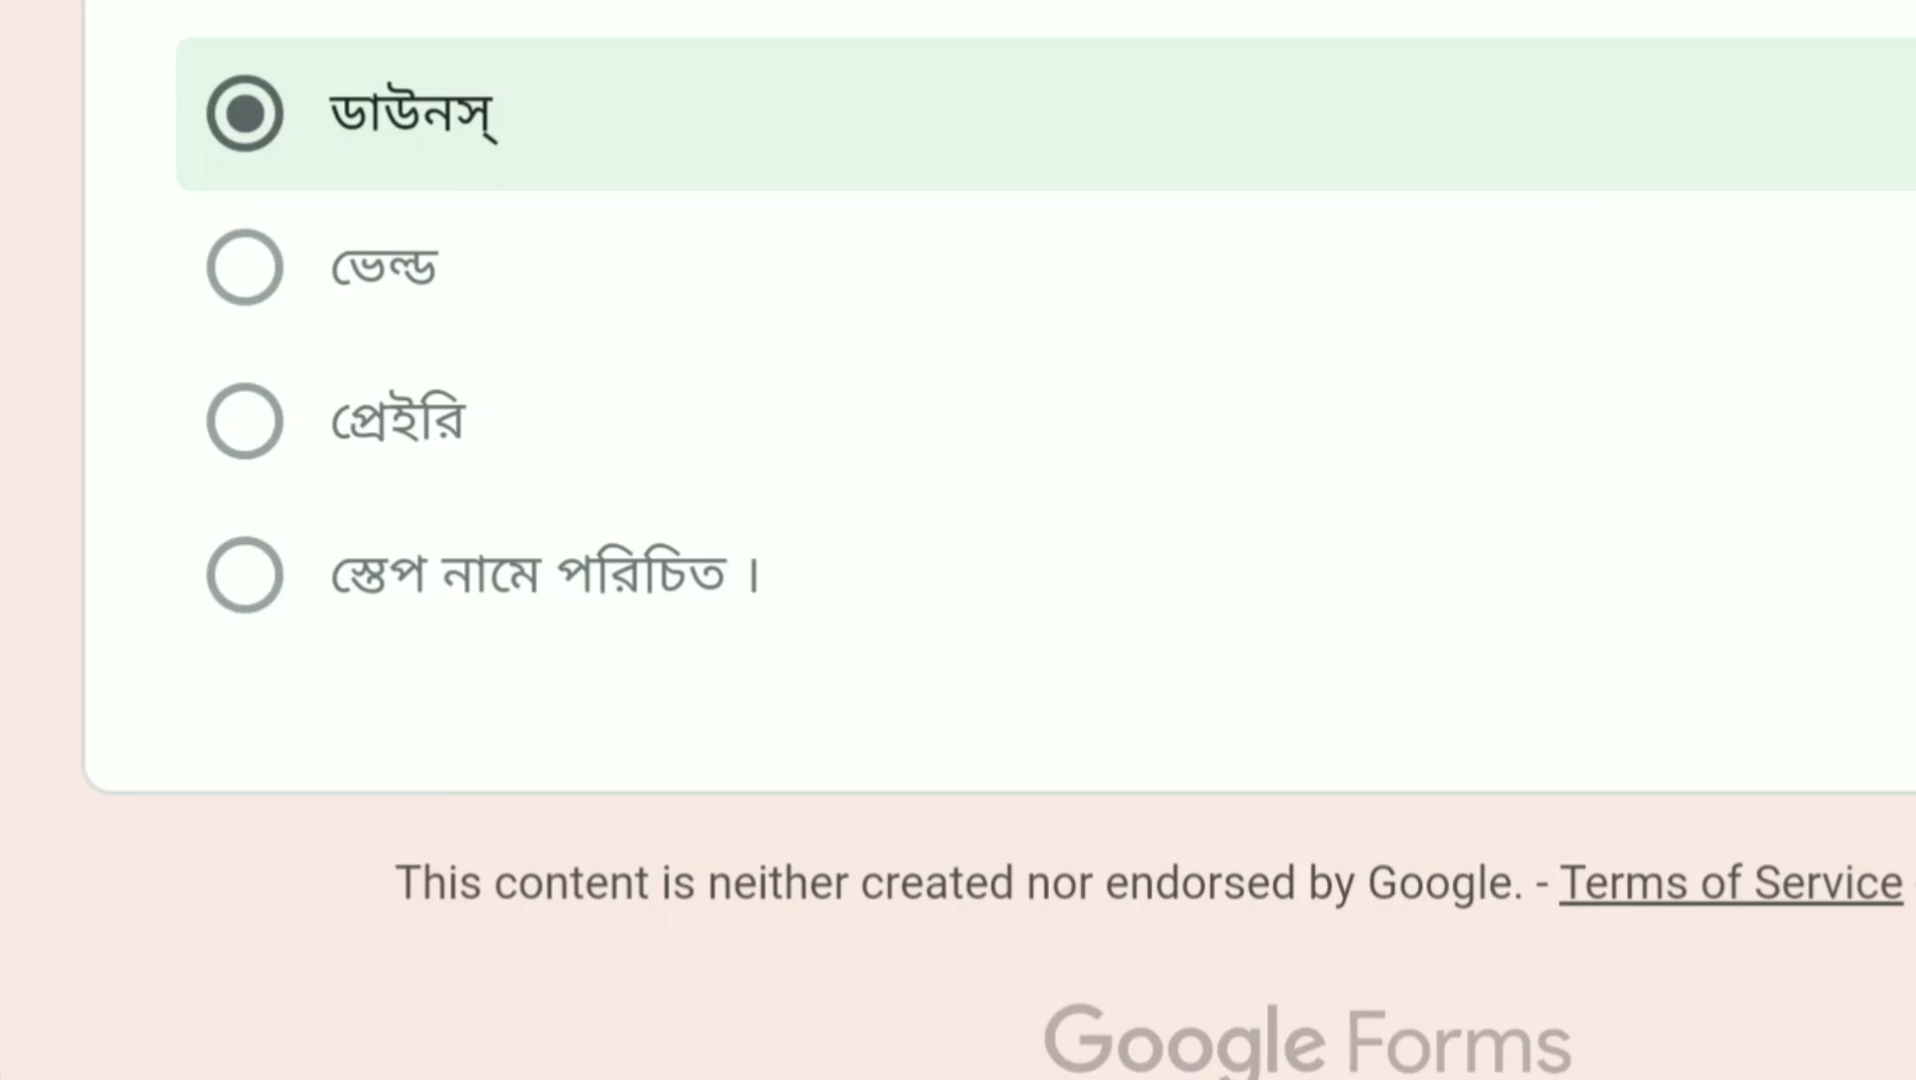 ডাউনস্
ভেল্ড
প্রেইরি
স্তেপ নামে পরিচিত ।
This content is neither created nor endorsed by Google. - Terms of Service
Google Forms